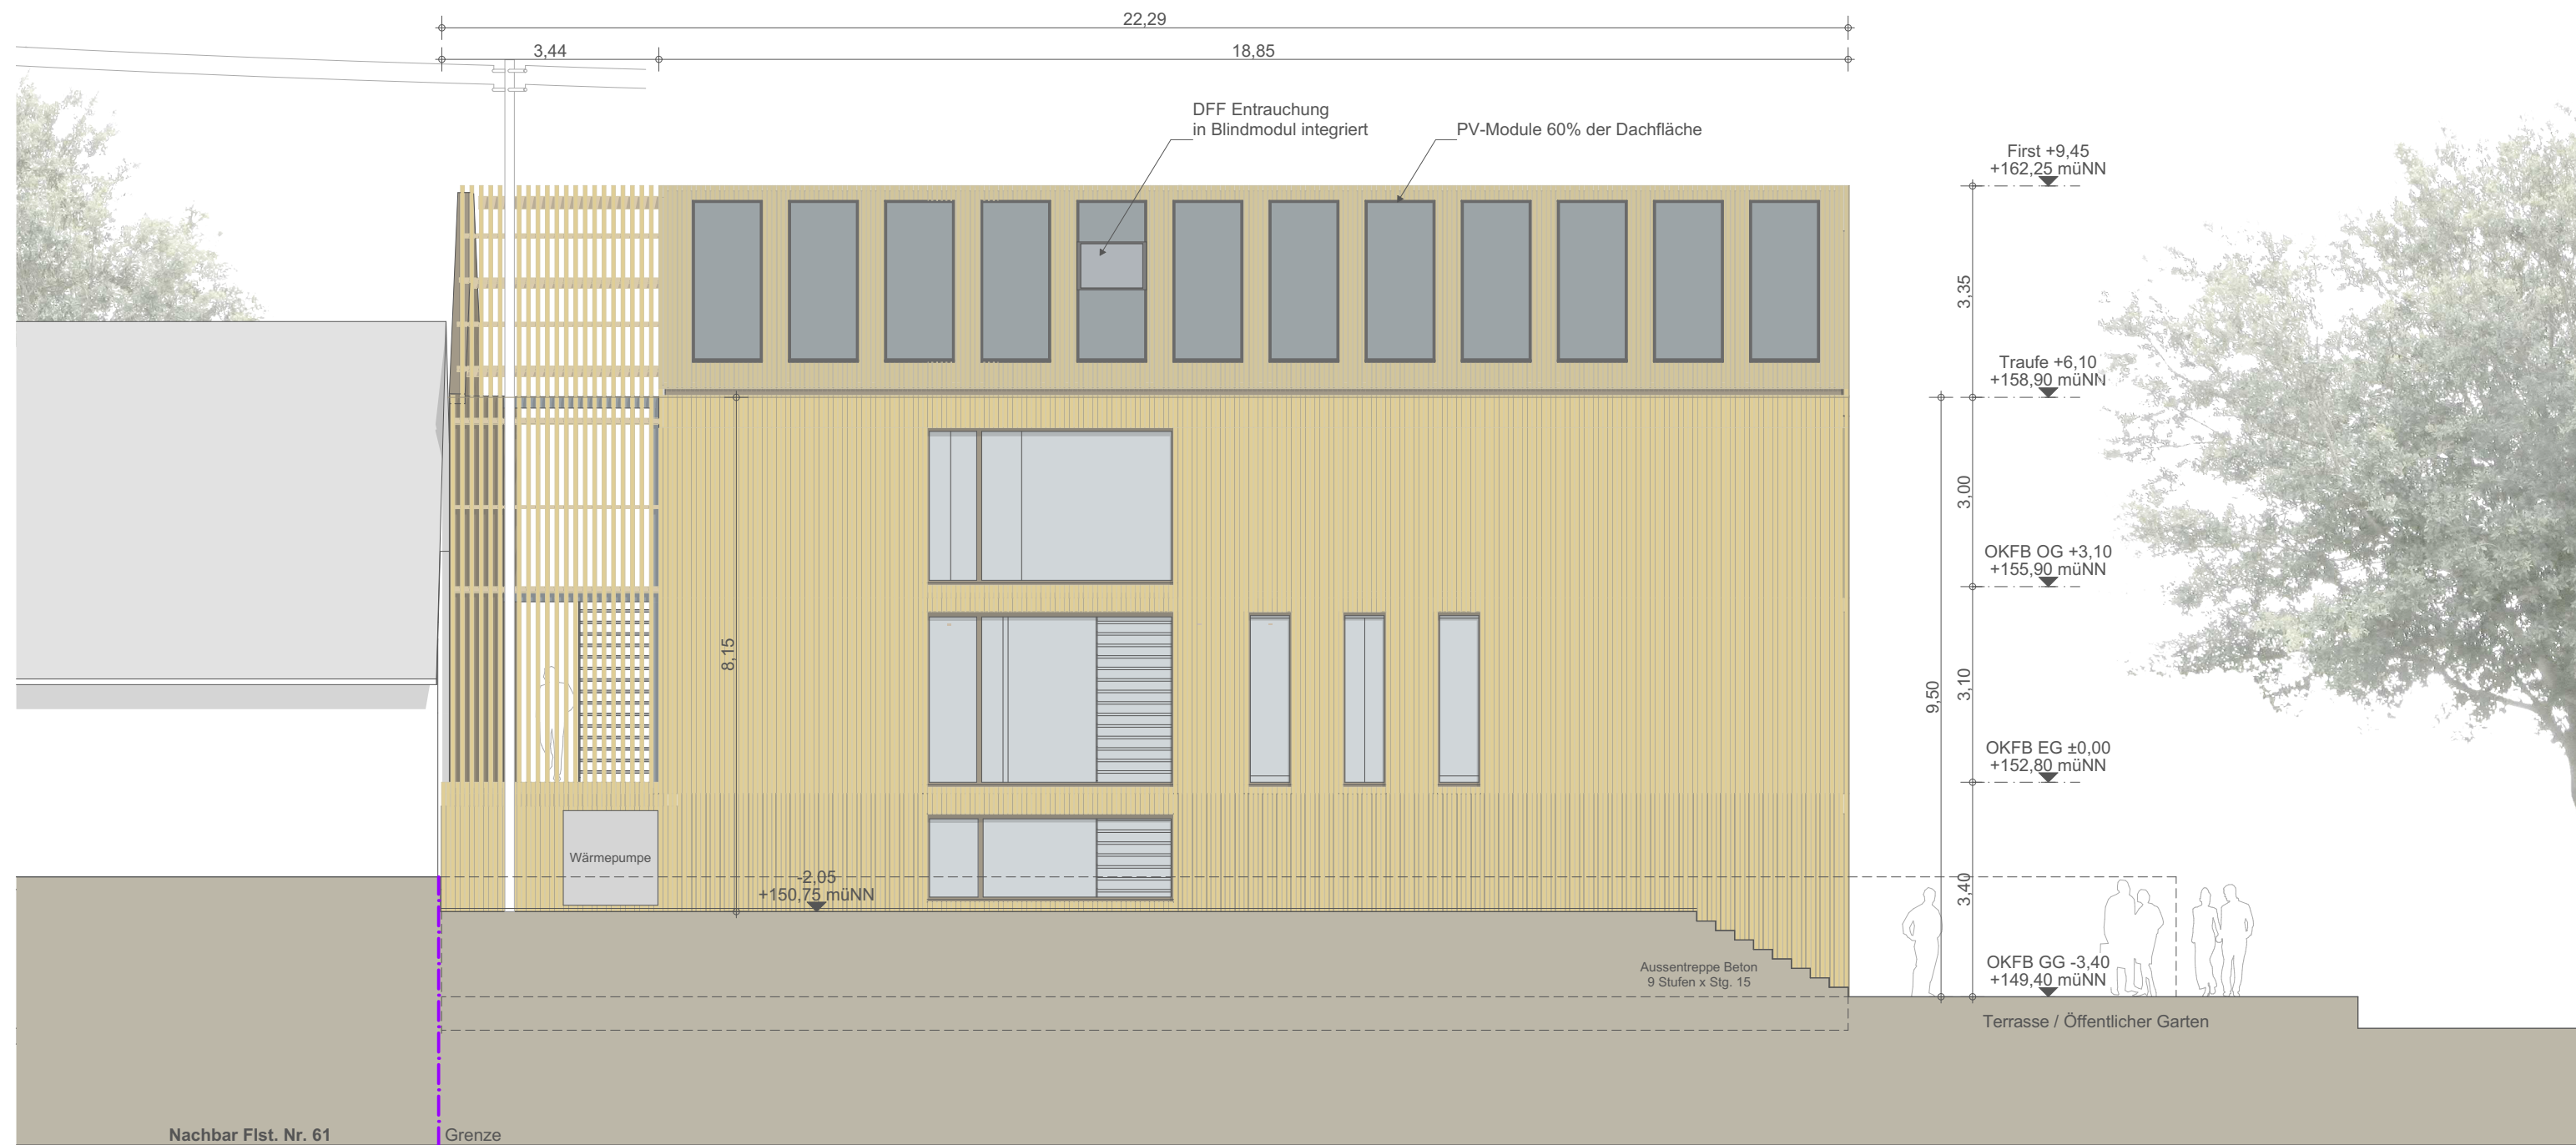 22,29
3,44
18,85
DFF Entrauchung
in Blindmodul integriert
PV-Module 60% der Dachfläche
First +9,45
+162,25 müNN
3,35
Traufe +6,10
+158,90 müNN
3,00
OKFB OG +3,10
+155,90 müNN
8,15
9,50
3,10
OKFB EG ±0,00
+152,80 müNN
Wärmepumpe
-2,05
+150,75 müNN
3,40
Aussentreppe Beton
9 Stufen x Stg. 15
OKFB GG -3,40
+149,40 müNN
Terrasse / Öffentlicher Garten
Nachbar Flst. Nr. 61
Grenze